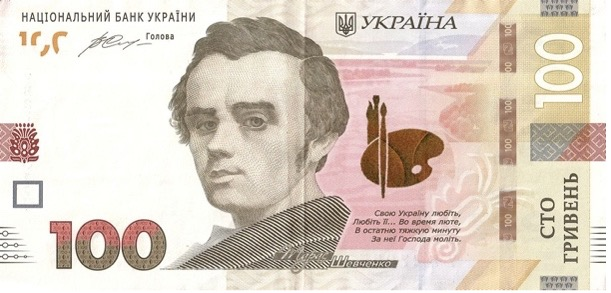 НАЦІОНАЛЬНИЙ БАНК УКРАЇНИ
Голова
УКРАЇНА
100
100
СТО
ГРИВЕНЬ
Свою Україну любіть,
Любіть її... Во время люте,
В остатню тяжкую минуту
За неї Господа моліть.
Шевченко
100